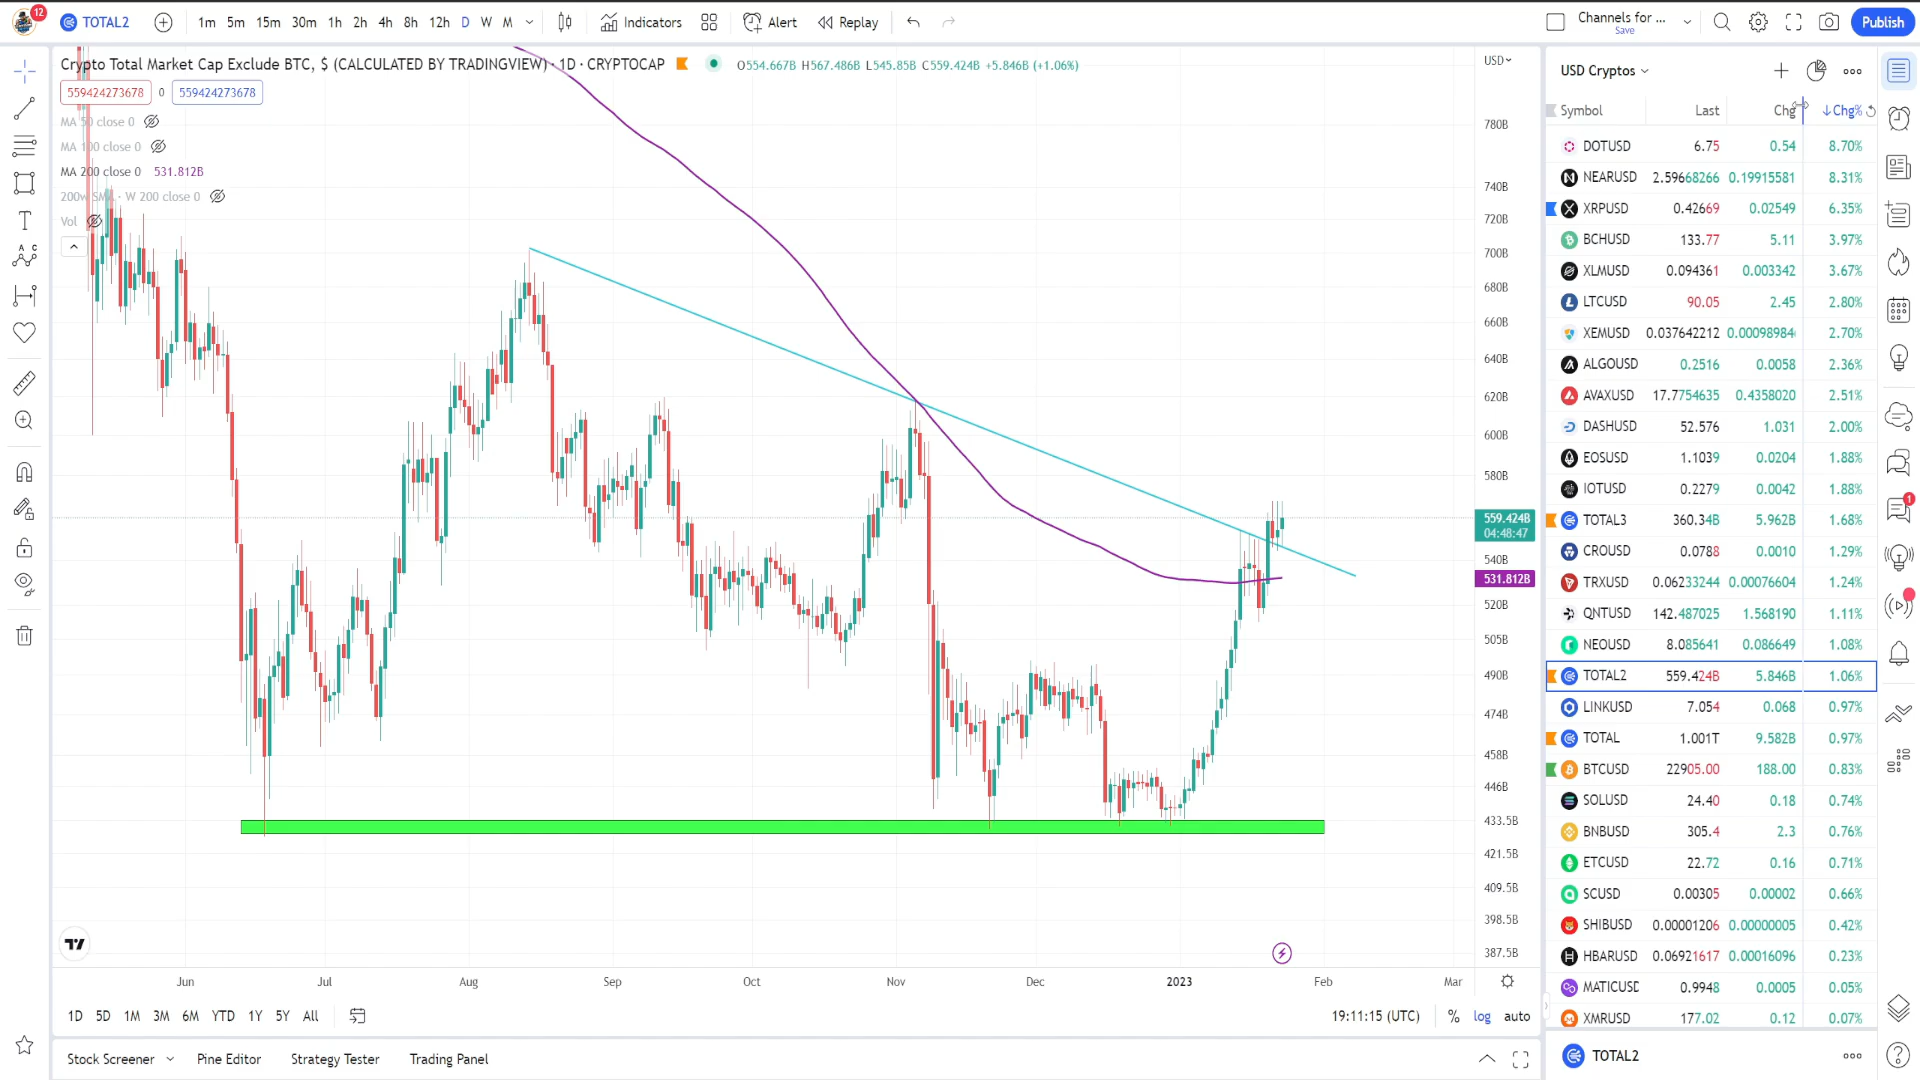 12
TOTAL2
1m 5m 15m 30m 1h 2h 4h 8h 12h D W M
Indicators
Alert
Replay
Channels for ...
Save
Publish
Crypto Total Market Cap Exclude BTC, $ (CALCULATED BY TRADINGVIEW) · 1D · CRYPTOCAP
O554.667B H567.486B L545.85B C559.424B +5.846B (+1.06%)
559424273678 0 559424273678
MA 50 close 0
MA 100 close 0
MA 200 close 0 531.812B
200w SMA · W 200 close 0
Vol
USD
780B
740B
720B
700B
680B
660B
640B
620B
600B
580B
559.424B
04:48:47
540B
531.812B
520B
505B
490B
474B
458B
446B
433.5B
421.5B
409.5B
398.5B
387.5B
Jun Jul Aug Sep Oct Nov Dec 2023 Feb Mar
1D 5D 1M 3M 6M YTD 1Y 5Y All
19:11:15 (UTC) % log auto
Stock Screener Pine Editor Strategy Tester Trading Panel
USD Cryptos
Symbol Last Chg Chg%
DOTUSD 6.75 0.54 8.70%
NEARUSD 2.59668266 0.19915581 8.31%
XRPUSD 0.42669 0.02549 6.35%
BCHUSD 133.77 5.11 3.97%
XLMUSD 0.094361 0.003342 3.67%
LTCUSD 90.05 2.45 2.80%
XEMUSD 0.037642212 0.00098984 2.70%
ALGOUSD 0.2516 0.0058 2.36%
AVAXUSD 17.7754635 0.4358020 2.51%
DASHUSD 52.576 1.031 2.00%
EOSUSD 1.1039 0.0204 1.88%
IOTUSD 0.2279 0.0042 1.88%
TOTAL3 360.34B 5.962B 1.68%
CROUSD 0.0788 0.0010 1.29%
TRXUSD 0.06233244 0.00076604 1.24%
QNTUSD 142.487025 1.568190 1.11%
NEOUSD 8.085641 0.086649 1.08%
TOTAL2 559.424B 5.846B 1.06%
LINKUSD 7.054 0.068 0.97%
TOTAL 1.001T 9.582B 0.97%
BTCUSD 22905.00 188.00 0.83%
SOLUSD 24.40 0.18 0.74%
BNBUSD 305.4 2.3 0.76%
ETCUSD 22.72 0.16 0.71%
SCUSD 0.00305 0.00002 0.66%
SHIBUSD 0.00001206 0.00000005 0.42%
HBARUSD 0.06921617 0.00016096 0.23%
MATICUSD 0.9948 0.0005 0.05%
XMRUSD 177.02 0.12 0.07%
TOTAL2
1